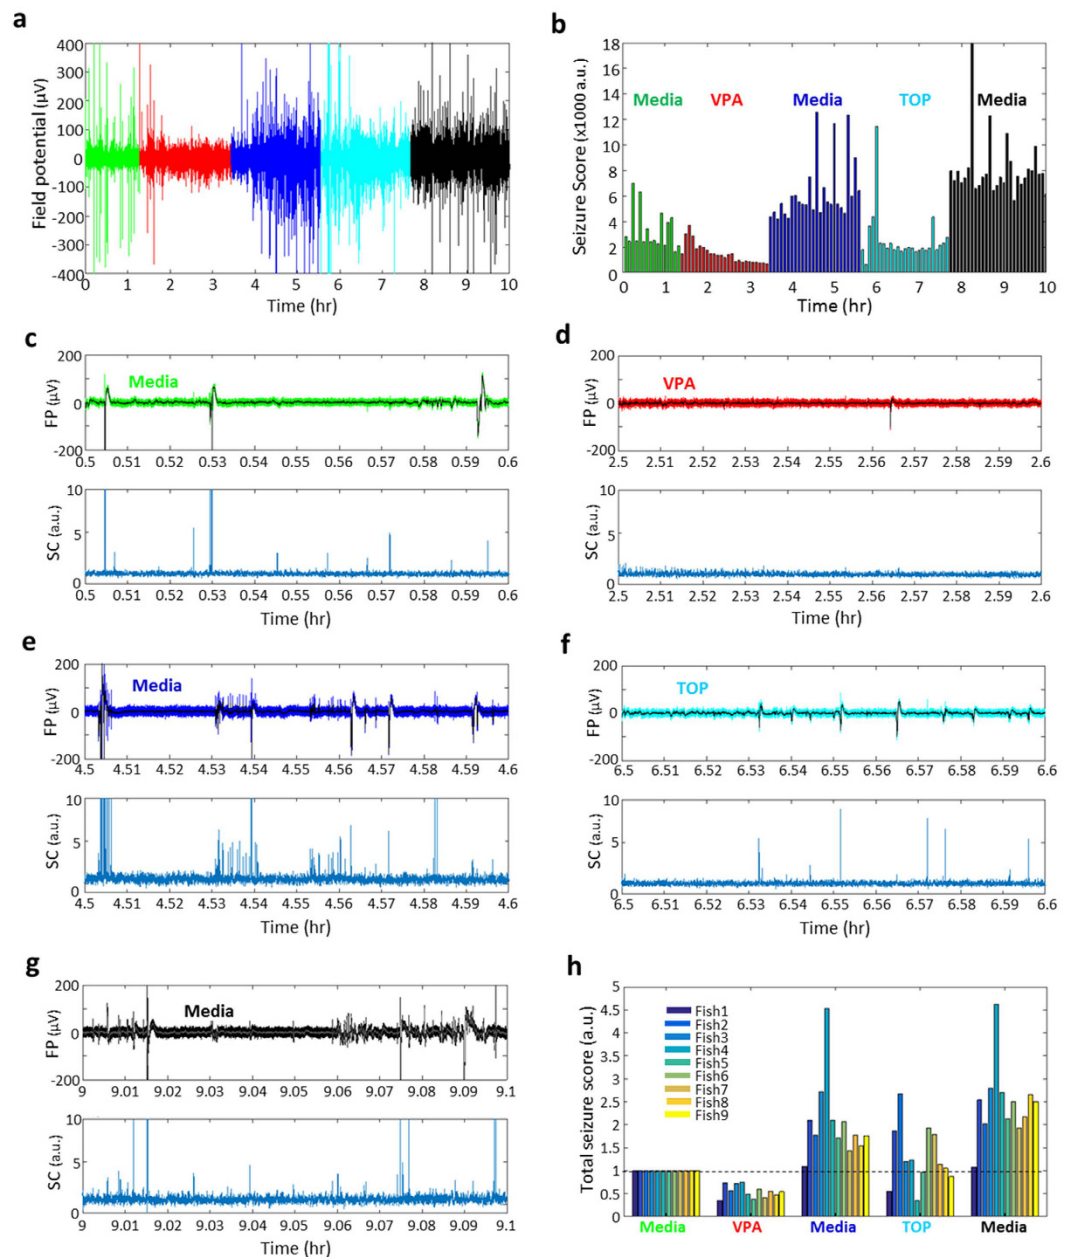 a
400
300
200
100
0
-100
-200
-300
-400
Field potential (µV)
0 1 2 3 4 5 6 7 8 9 10
Time (hr)
b
18
16
14
12
10
8
6
4
2
0
Seizure Score (x1000 a.u.)
Media VPA Media TOP Media
0 1 2 3 4 5 6 7 8 9 10
Time (hr)
c
200
0
-200
FP (µV)
Media
0.5 0.51 0.52 0.53 0.54 0.55 0.56 0.57 0.58 0.59 0.6
10
5
0
SC (a.u.)
0.5 0.51 0.52 0.53 0.54 0.55 0.56 0.57 0.58 0.59 0.6
Time (hr)
d
200
0
-200
FP (µV)
VPA
2.5 2.51 2.52 2.53 2.54 2.55 2.56 2.57 2.58 2.59 2.6
10
5
0
SC (a.u.)
2.5 2.51 2.52 2.53 2.54 2.55 2.56 2.57 2.58 2.59 2.6
Time (hr)
e
200
0
-200
FP (µV)
Media
4.5 4.51 4.52 4.53 4.54 4.55 4.56 4.57 4.58 4.59 4.6
10
5
0
SC (a.u.)
4.5 4.51 4.52 4.53 4.54 4.55 4.56 4.57 4.58 4.59 4.6
Time (hr)
f
200
0
-200
FP (µV)
TOP
6.5 6.51 6.52 6.53 6.54 6.55 6.56 6.57 6.58 6.59 6.6
10
5
0
SC (a.u.)
6.5 6.51 6.52 6.53 6.54 6.55 6.56 6.57 6.58 6.59 6.6
Time (hr)
g
200
0
-200
FP (µV)
Media
9 9.01 9.02 9.03 9.04 9.05 9.06 9.07 9.08 9.09 9.1
10
5
0
SC (a.u.)
9 9.01 9.02 9.03 9.04 9.05 9.06 9.07 9.08 9.09 9.1
Time (hr)
h
5
4.5
4
3.5
3
2.5
2
1.5
1
0.5
0
Total seizure score (a.u.)
Fish1
Fish2
Fish3
Fish4
Fish5
Fish6
Fish7
Fish8
Fish9
Media VPA Media TOP Media